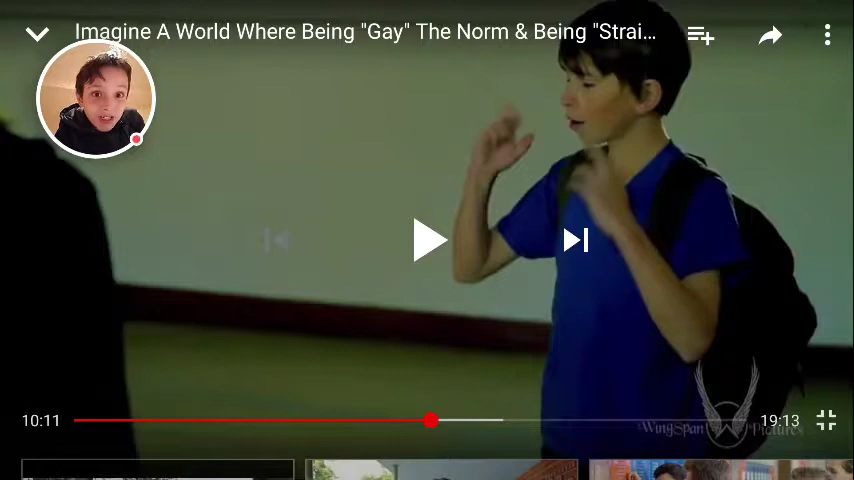 Imagine A World Where Being "Gay" The Norm & Being "Strai...
10:11
19:13
WingSpan Pictures